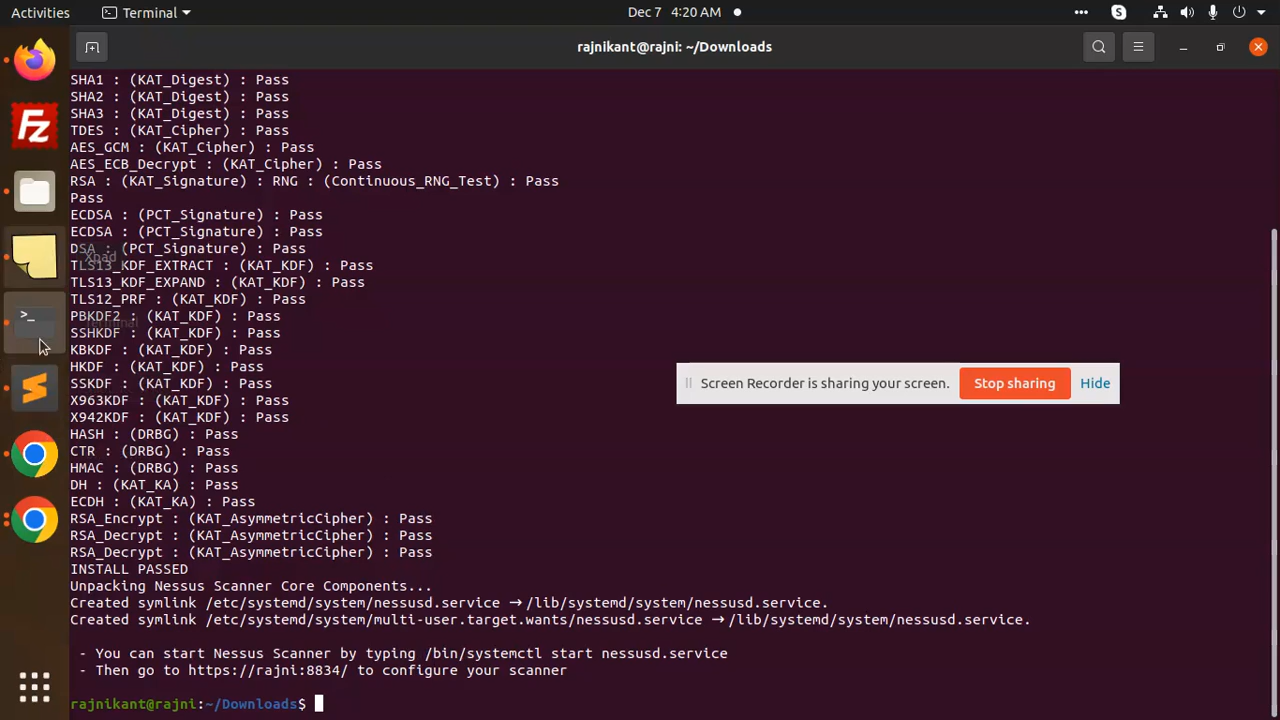 Activities Terminal Dec 7 4:20 AM
rajnikant@rajni: ~/Downloads
SHA1 : (KAT_Digest) : Pass
SHA2 : (KAT_Digest) : Pass
SHA3 : (KAT_Digest) : Pass
TDES : (KAT_Cipher) : Pass
AES_GCM : (KAT_Cipher) : Pass
AES_ECB_Decrypt : (KAT_Cipher) : Pass
RSA : (KAT_Signature) : RNG : (Continuous_RNG_Test) : Pass
Pass
ECDSA : (PCT_Signature) : Pass
ECDSA : (PCT_Signature) : Pass
DSA : (PCT_Signature) : Pass
Xpad
TLS13_KDF_EXTRACT : (KAT_KDF) : Pass
TLS13_KDF_EXPAND : (KAT_KDF) : Pass
TLS12_PRF : (KAT_KDF) : Pass
PBKDF2 : (KAT_KDF) : Pass
Terminal
SSHKDF : (KAT_KDF) : Pass
KBKDF : (KAT_KDF) : Pass
HKDF : (KAT_KDF) : Pass
SSKDF : (KAT_KDF) : Pass
X963KDF : (KAT_KDF) : Pass
X942KDF : (KAT_KDF) : Pass
HASH : (DRBG) : Pass
CTR : (DRBG) : Pass
HMAC : (DRBG) : Pass
DH : (KAT_KA) : Pass
ECDH : (KAT_KA) : Pass
RSA_Encrypt : (KAT_AsymmetricCipher) : Pass
RSA_Decrypt : (KAT_AsymmetricCipher) : Pass
RSA_Decrypt : (KAT_AsymmetricCipher) : Pass
INSTALL PASSED
Unpacking Nessus Scanner Core Components...
Created symlink /etc/systemd/system/nessusd.service → /lib/systemd/system/nessusd.service.
Created symlink /etc/systemd/system/multi-user.target.wants/nessusd.service → /lib/systemd/system/nessusd.service.
- You can start Nessus Scanner by typing /bin/systemctl start nessusd.service
- Then go to https://rajni:8834/ to configure your scanner
rajnikant@rajni:~/Downloads$
Screen Recorder is sharing your screen. Stop sharing Hide